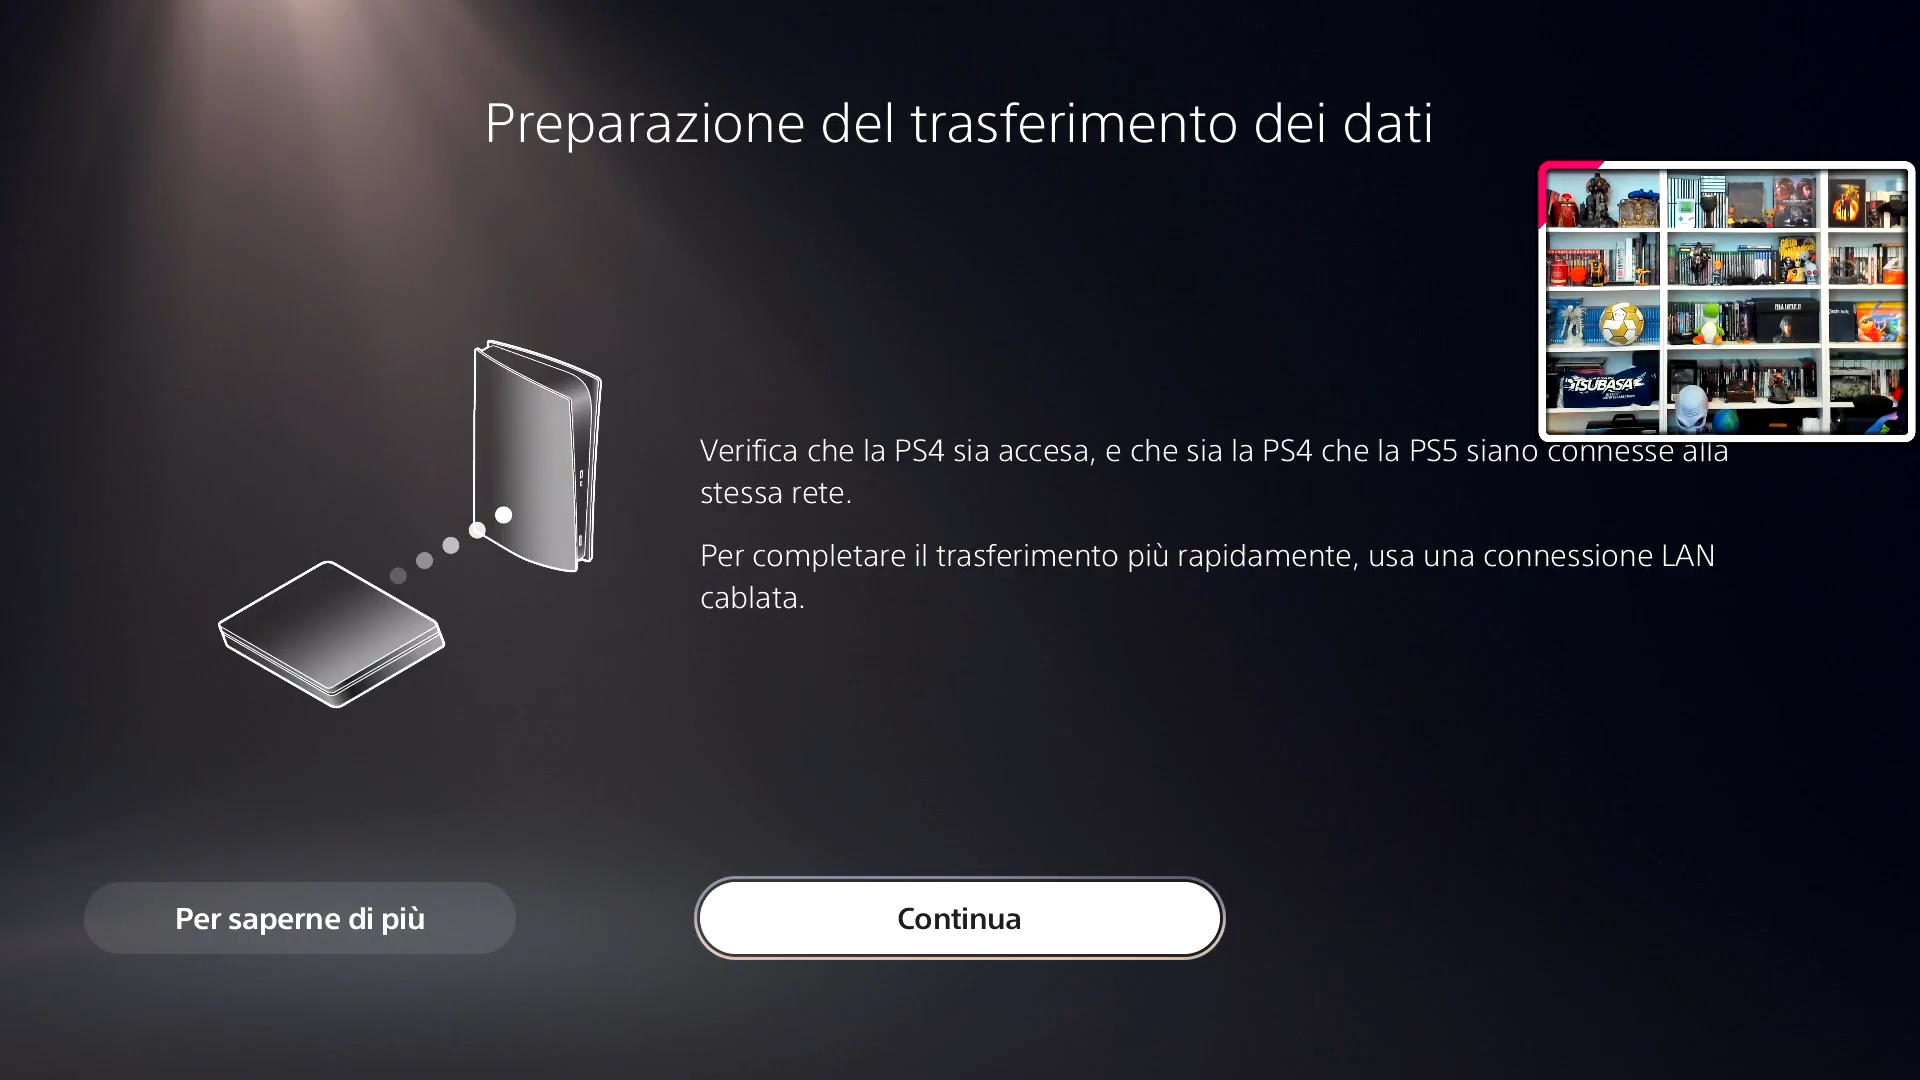 Preparazione del trasferimento dei dati
GRIM FANDANGO
TSUBASA
Verifica che la PS4 sia accesa, e che sia la PS4 che la PS5 siano connesse alla
stessa rete.
Per completare il trasferimento più rapidamente, usa una connessione LAN
cablata.
Per saperne di più
Continua